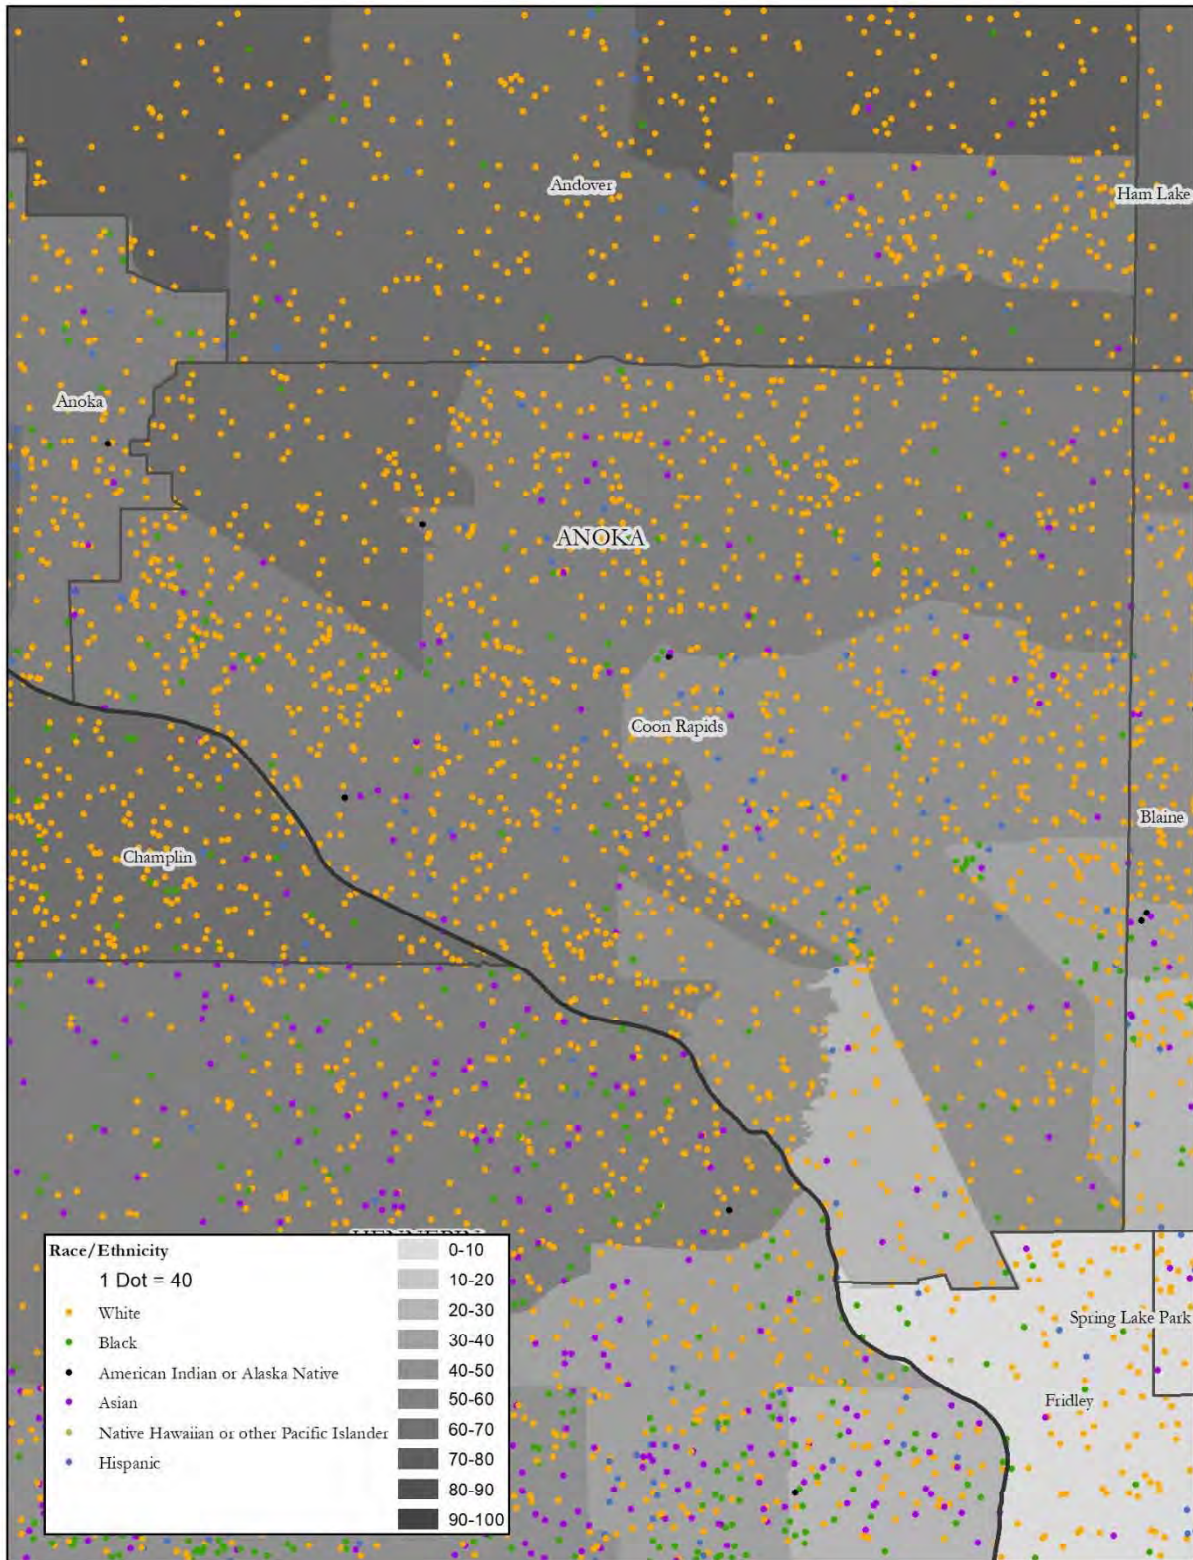 Andover
Ham Lake
Anoka
ANOKA
Coon Rapids
Blaine
Champlin
HENNEPIN
Race/Ethnicity
1 Dot = 40
White
Black
American Indian or Alaska Native
Asian
Native Hawaiian or other Pacific Islander
Hispanic
0-10
10-20
20-30
30-40
40-50
50-60
60-70
70-80
80-90
90-100
Spring Lake Park
Fridley